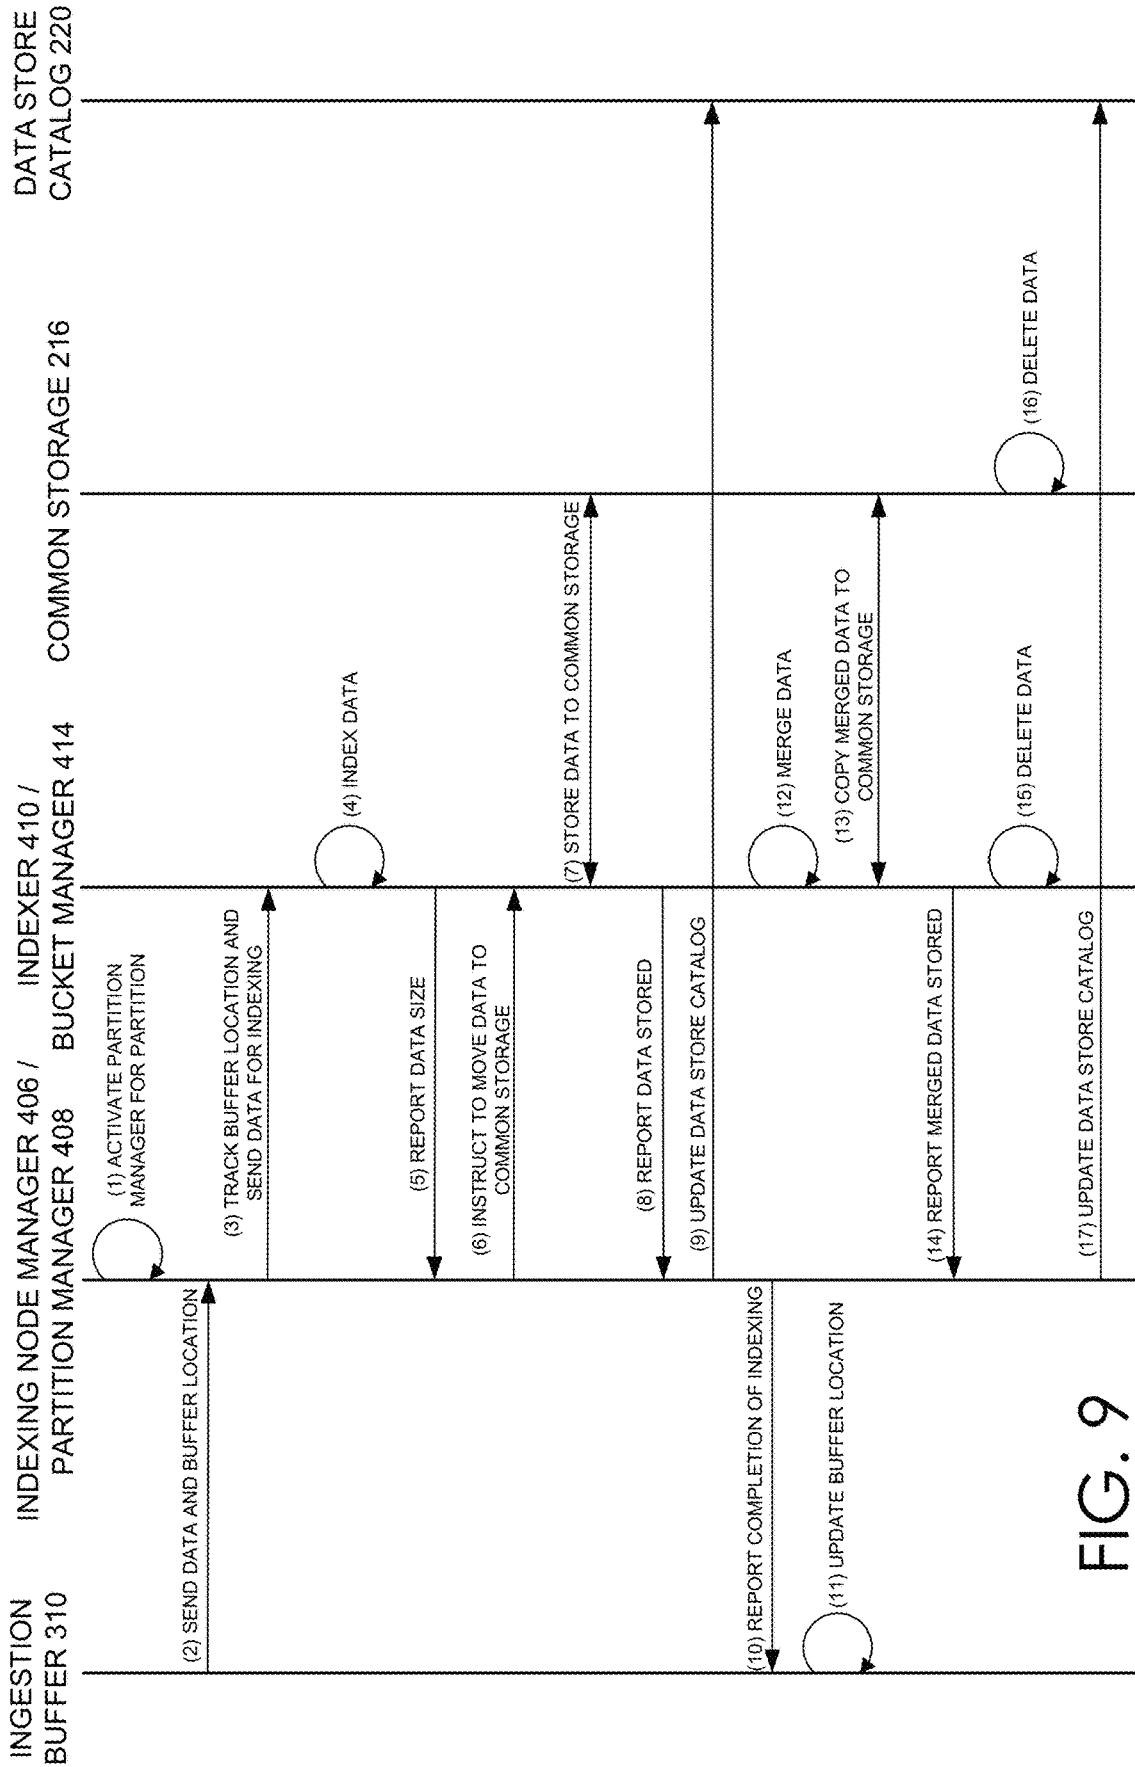 INGESTION
BUFFER 310
INDEXING NODE MANAGER 406 /
PARTITION MANAGER 408
INDEXER 410 /
BUCKET MANAGER 414
COMMON STORAGE 216
DATA STORE
CATALOG 220
(1) ACTIVATE PARTITION
MANAGER FOR PARTITION
(2) SEND DATA AND BUFFER LOCATION
(3) TRACK BUFFER LOCATION AND
SEND DATA FOR INDEXING
(4) INDEX DATA
(5) REPORT DATA SIZE
(6) INSTRUCT TO MOVE DATA TO
COMMON STORAGE
(7) STORE DATA TO COMMON STORAGE
(8) REPORT DATA STORED
(9) UPDATE DATA STORE CATALOG
(10) REPORT COMPLETION OF INDEXING
(11) UPDATE BUFFER LOCATION
(12) MERGE DATA
(13) COPY MERGED DATA TO
COMMON STORAGE
(14) REPORT MERGED DATA STORED
(15) DELETE DATA
(16) DELETE DATA
(17) UPDATE DATA STORE CATALOG
FIG. 9